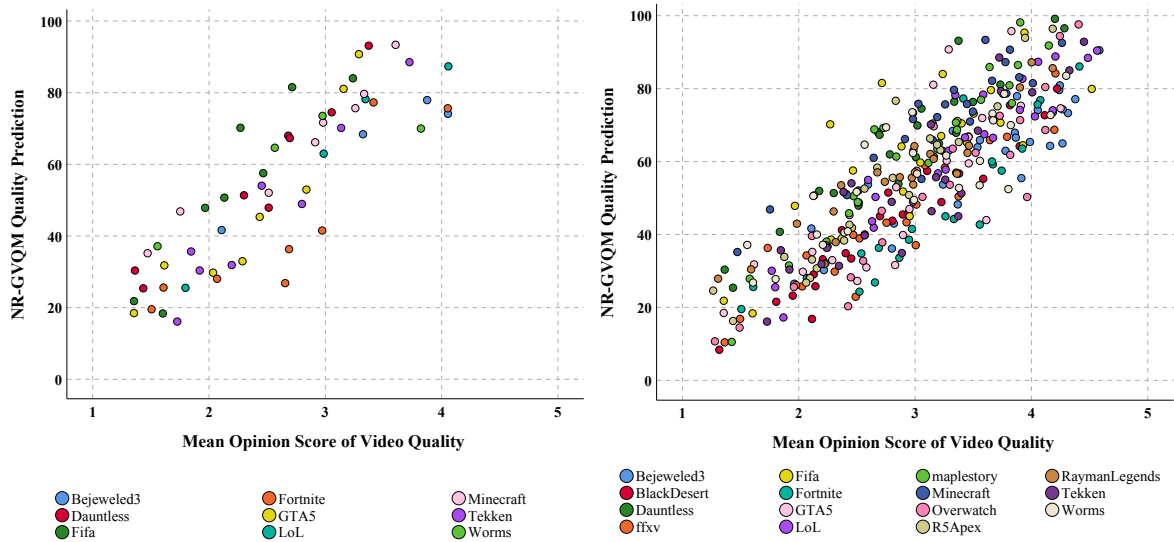 100
80
60
40
20
0
NR-GVQM Quality Prediction
1 2 3 4 5
Mean Opinion Score of Video Quality
Bejeweled3 Fortnite Minecraft
Dauntless GTA5 Tekken
Fifa LoL Worms
100
80
60
40
20
0
NR-GVQM Quality Prediction
1 2 3 4 5
Mean Opinion Score of Video Quality
Bejeweled3 Fifa maplestory RaymanLegends
BlackDesert Fortnite Minecraft Tekken
Dauntless GTA5 Overwatch Worms
ffxv LoL R5Apex